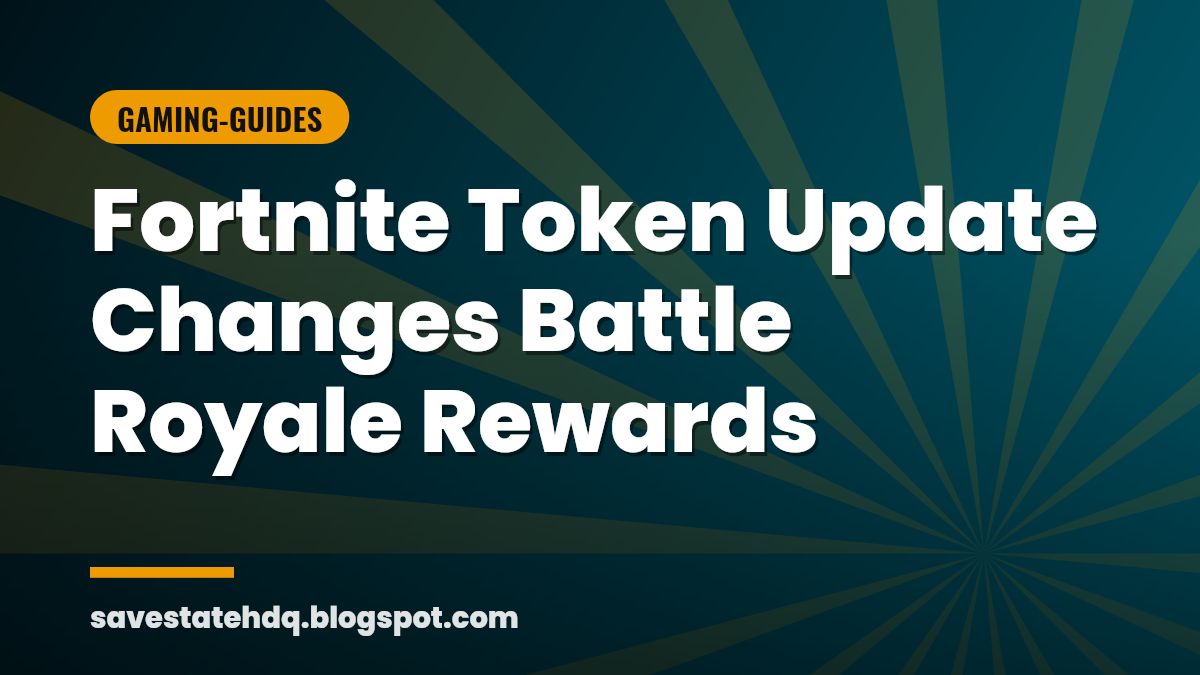 GAMING-GUIDES
Fortnite Token Update
Changes Battle
Royale Rewards
savestatehdq.blogspot.com